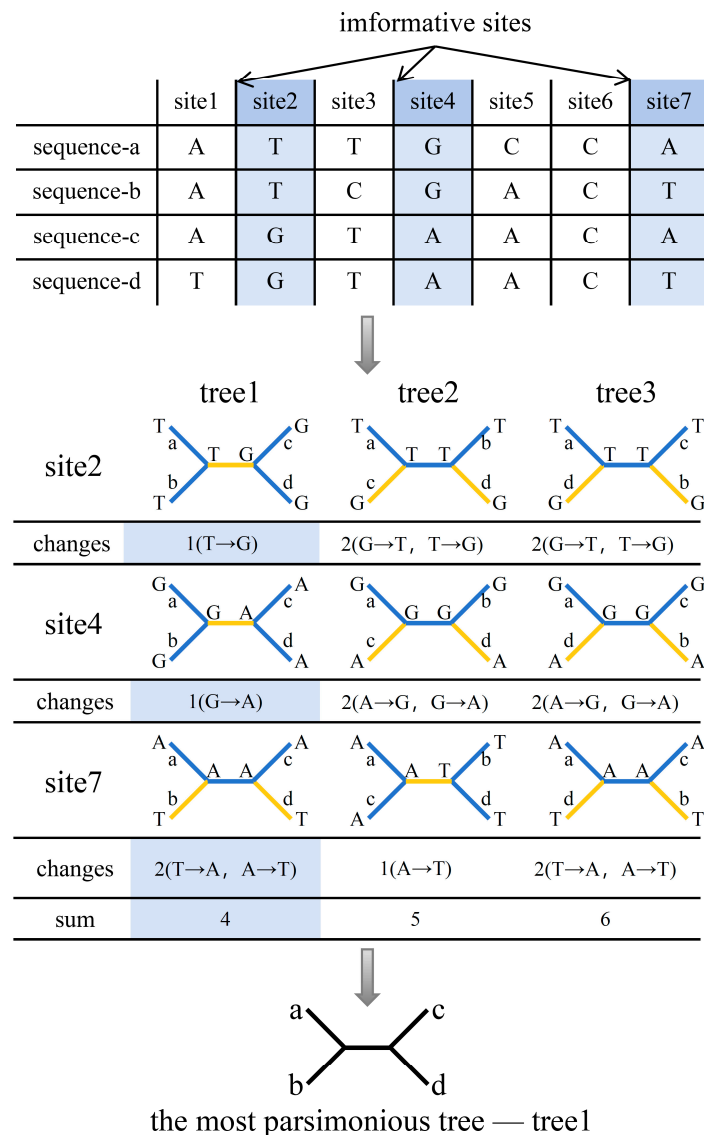 imformative sites
site1 site2 site3 site4 site5 site6 site7
sequence-a A T T G C C A
sequence-b A T C G A C T
sequence-c A G T A A C A
sequence-d T G T A A C T
tree1 tree2 tree3
T G T T T T
a c a b a c
site2 T G T T T T
b d c d d b
T G G G G G
changes 1(T→G) 2(G→T, T→G) 2(G→T, T→G)
G A G G G G
a c a b a c
site4 G A G G G G
b d c d d b
G A A A A A
changes 1(G→A) 2(A→G, G→A) 2(A→G, G→A)
A A A T A A
a c a b a c
site7 A A A T A A
b d c d d b
T T A T T T
changes 2(T→A, A→T) 1(A→T) 2(T→A, A→T)
sum 4 5 6
a c
b d
the most parsimonious tree — tree1